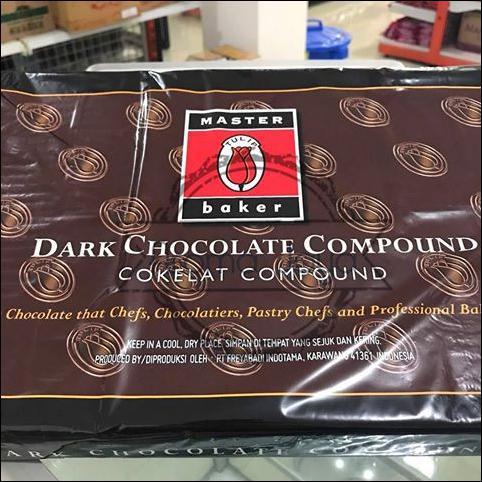 MASTER
TULIP
baker
DARK CHOCOLATE COMPOUND
COKELAT COMPOUND
Chocolate that Chefs, Chocolatiers, Pastry Chefs and Professional Ba
KEEP IN A COOL, DRY PLACE. SIMPAN DI TEMPAT YANG SEJUK DAN KERING.
PRODUCED BY/DIPRODUKSI OLEH : PT FREYABADI INDOTAMA, KARAWANG 41361 INDONESIA
DARK CHOCOLATE COMPOUN